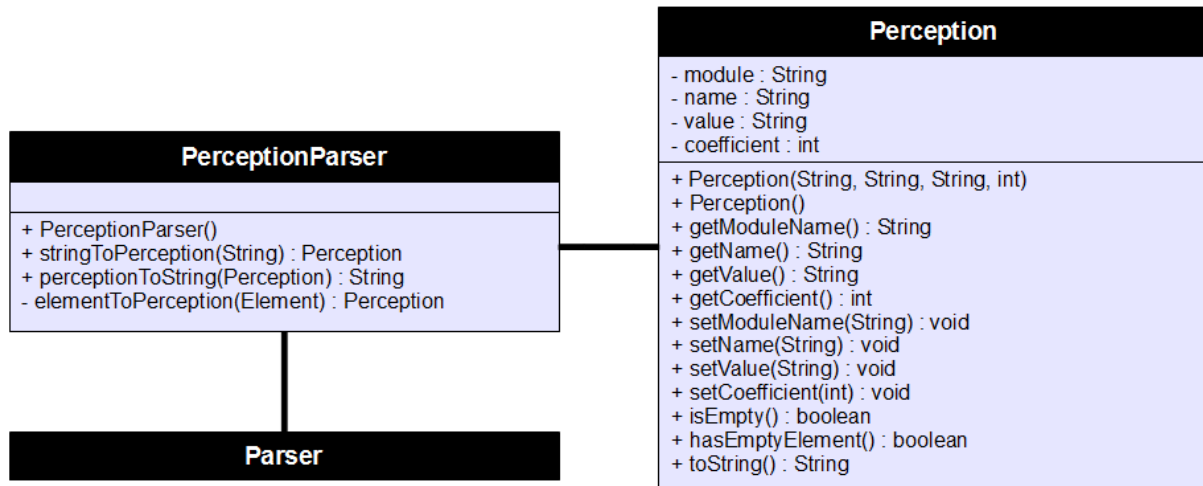 PerceptionParser
+ PerceptionParser()
+ stringToPerception(String) : Perception
+ perceptionToString(Perception) : String
- elementToPerception(Element) : Perception
Parser
Perception
- module : String
- name : String
- value : String
- coefficient : int
+ Perception(String, String, String, int)
+ Perception()
+ getModuleName() : String
+ getName() : String
+ getValue() : String
+ getCoefficient() : int
+ setModuleName(String) : void
+ setName(String) : void
+ setValue(String) : void
+ setCoefficient(int) : void
+ isEmpty() : boolean
+ hasEmptyElement() : boolean
+ toString() : String